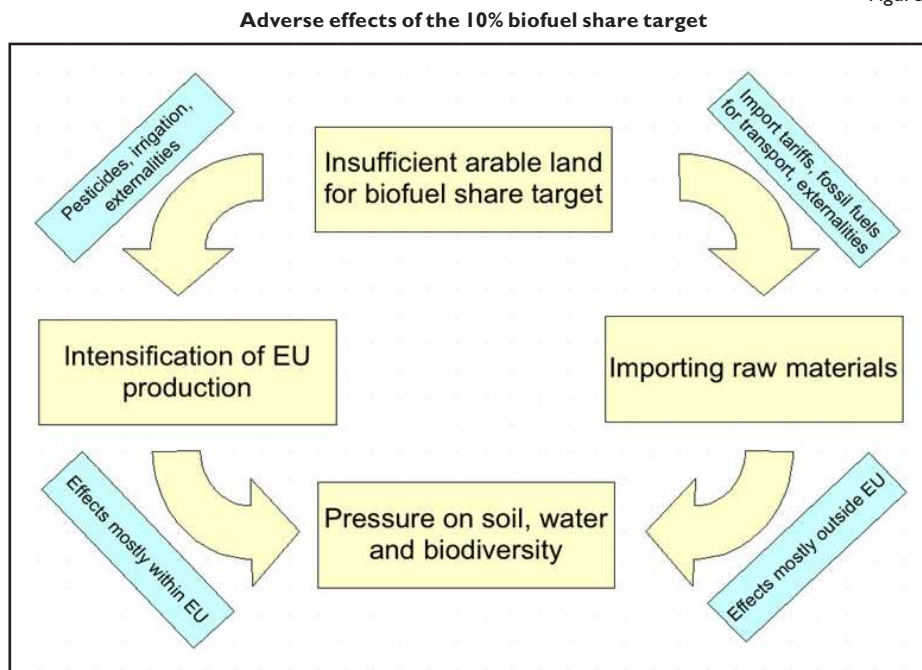 Adverse effects of the 10% biofuel share target
Pesticides, irrigation,
externalities
Insufficient arable land
for biofuel share target
Import tariffs, fossil fuels
for transport, externalities
Intensification of EU
production
Importing raw materials
Effects mostly within EU
Pressure on soil, water
and biodiversity
Effects mostly outside EU